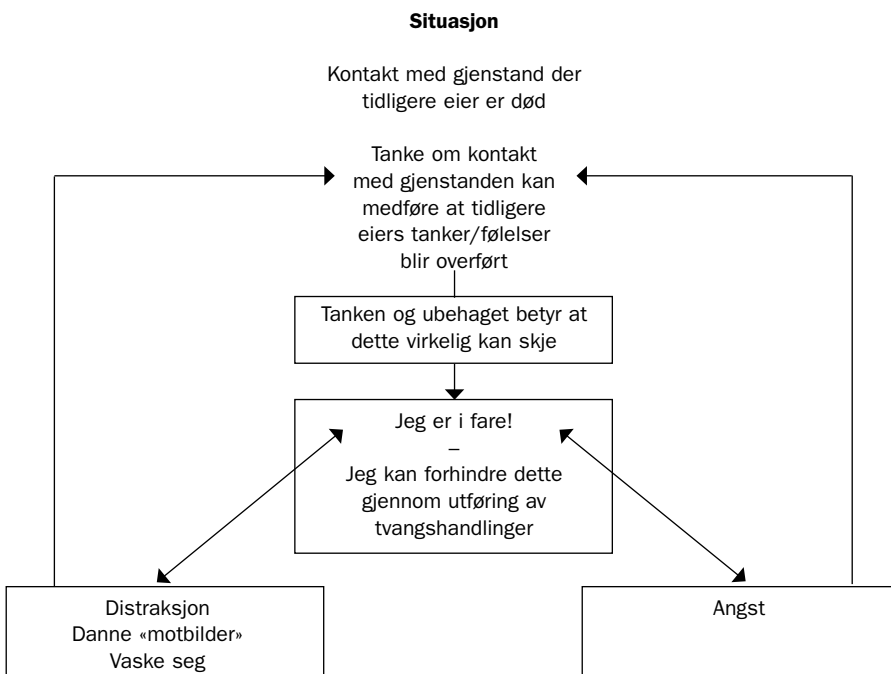 Situasjon
Kontakt med gjenstand der
tidligere eier er død
Tanke om kontakt
med gjenstanden kan
medføre at tidligere
eiers tanker/følelser
blir overført
Tanken og ubehaget betyr at
dette virkelig kan skje
Jeg er i fare!
–
Jeg kan forhindre dette
gjennom utføring av
tvangshandlinger
Distraksjon
Danne «motbilder»
Vaske seg
Angst